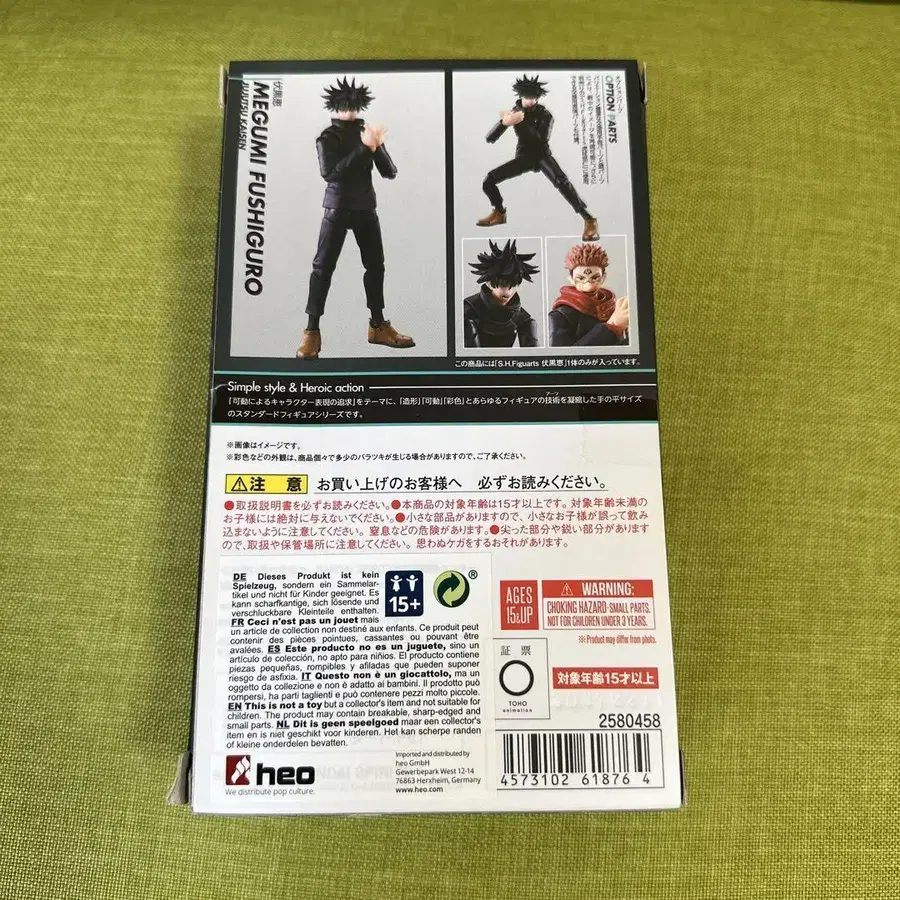 伏黒恵
MEGUMI FUSHIGURO
JUJUTSU KAISEN
オプションパーツ
OPTION PARTS
この商品には「S.H.Figuarts 伏黒恵」1体のみが入っています。
Simple style & Heroic action
「可動によるキャラクター表現の追求」をテーマに、「造形」「可動」「彩色」とあらゆるフィギュアの技術を凝縮した手の平サイズ
アーツ
のスタンダードフィギュアシリーズです。
※画像はイメージです。
※彩色などの外観は、商品個々で多少のバラツキが生じる場合がありますので、ご了承ください。
注意 お買い上げのお客様へ 必ずお読みください。
●取扱説明書を必ずお読みください。●本商品の対象年齢は15才以上です。対象年齢未満の
お子様には絶対に与えないでください。●小さな部品がありますので、小さなお子様が誤って飲み
込まないように注意してください。窒息などの危険があります。●尖った部分や鋭い部分があります
ので、取扱や保管場所に注意してください。思わぬケガをするおそれがあります。
DE Dieses Produkt ist kein
Spielzeug, sondern ein Sammelar-
tikel und nicht für Kinder geeignet. Es
kann scharfkantige, sich lösende und
verschluckbare Kleinteile enthalten.
FR Ceci n'est pas un jouet mais
un article de collection non destiné aux enfants. Ce produit peut
contenir des pièces pointues, cassantes ou pouvant être
avalées. ES Este producto no es un juguete, sino un
artículo de colección, no apto para niños. El producto contiene
piezas pequeñas, rompibles y afiladas que pueden suponer
riesgo de asfixia. IT Questo non è un giocattolo, ma un
oggetto da collezione e non è adatto ai bambini. Il prodotto può
rompersi, ha parti taglienti e può contenere pezzi molto piccole.
EN This is not a toy but a collector's item and not suitable for
children. The product may contain breakable, sharp-edged and
small parts. NL Dit is geen speelgoed maar een collector's
item en is niet geschikt voor kinderen. Het kan scherpe randen
of kleine onderdelen bevatten.
15+
®
AGES
15&UP
WARNING:
CHOKING HAZARD-SMALL PARTS.
NOT FOR CHILDREN UNDER 3 YEARS.
※Product may differ from photo.
証票
TOHO
animation
対象年齢15才以上
2580458
4573102 61876 4
heo
We distribute pop culture.
Imported and distributed by
heo GmbH
Gewerbepark West 12-14
76863 Herxheim, Germany
www.heo.com